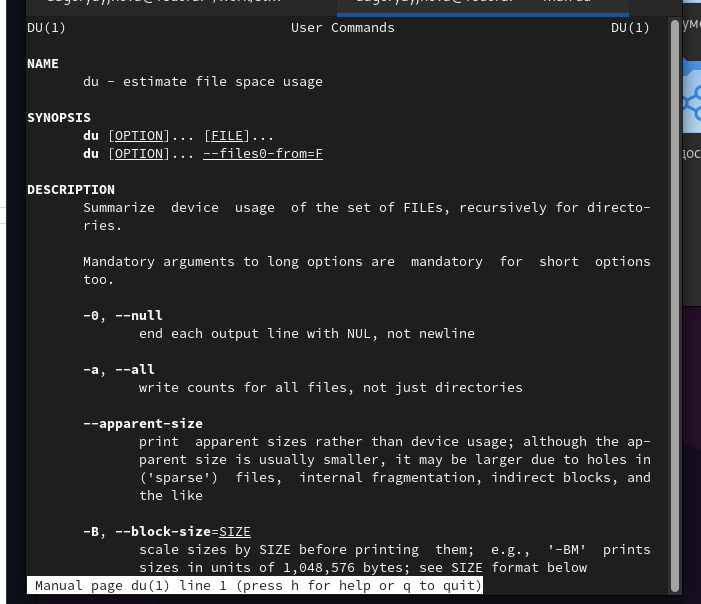 DU(1) User Commands DU(1)
NAME
du - estimate file space usage
SYNOPSIS
du [OPTION]... [FILE]...
du [OPTION]... --files0-from=F
DESCRIPTION
Summarize device usage of the set of FILEs, recursively for directo-
ries.
Mandatory arguments to long options are mandatory for short options
too.
-0, --null
end each output line with NUL, not newline
-a, --all
write counts for all files, not just directories
--apparent-size
print apparent sizes rather than device usage; although the ap-
parent size is usually smaller, it may be larger due to holes in
('sparse') files, internal fragmentation, indirect blocks, and
the like
-B, --block-size=SIZE
scale sizes by SIZE before printing them; e.g., '-BM' prints
sizes in units of 1,048,576 bytes; see SIZE format below
Manual page du(1) line 1 (press h for help or q to quit)